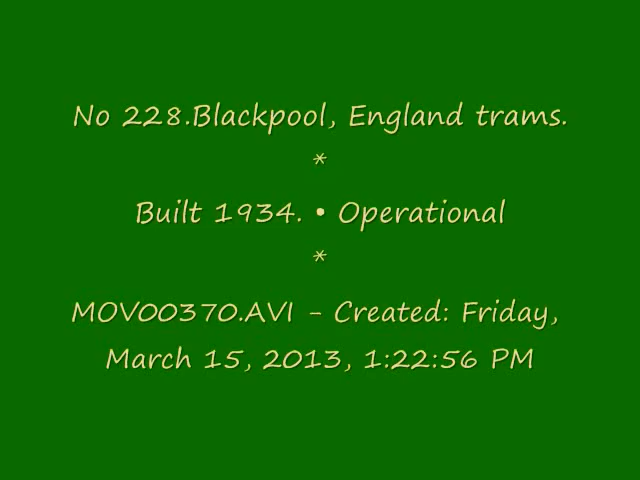 No 228.Blackpool, England trams.
*
Built 1934. • Operational
*
MOV00370.AVI - Created: Friday,
March 15, 2013, 1:22:56 PM